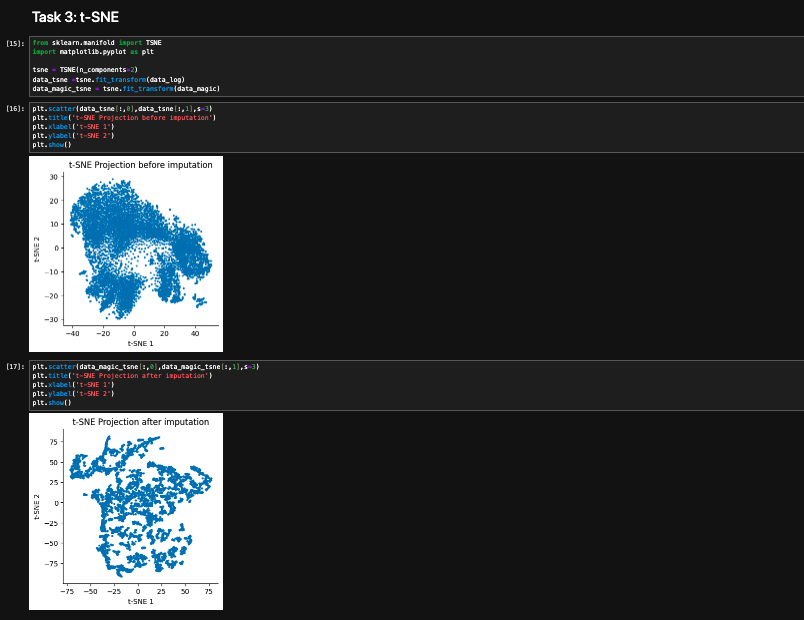 Task 3: t-SNE
[15]:
from sklearn.manifold import TSNE
import matplotlib.pyplot as plt
tsne = TSNE(n_components=2)
data_tsne =tsne.fit_transform(data_log)
data_magic_tsne = tsne.fit_transform(data_magic)
[16]:
plt.scatter(data_tsne[:,0],data_tsne[:,1],s=3)
plt.title('t-SNE Projection before imputation')
plt.xlabel('t-SNE 1')
plt.ylabel('t-SNE 2')
plt.show()
t-SNE Projection before imputation
30
20
10
0
−10
−20
−30
t-SNE 2
−40 −20 0 20 40
t-SNE 1
[17]:
plt.scatter(data_magic_tsne[:,0],data_magic_tsne[:,1],s=3)
plt.title('t-SNE Projection after imputation')
plt.xlabel('t-SNE 1')
plt.ylabel('t-SNE 2')
plt.show()
t-SNE Projection after imputation
75
50
25
0
−25
−50
−75
t-SNE 2
−75 −50 −25 0 25 50 75
t-SNE 1